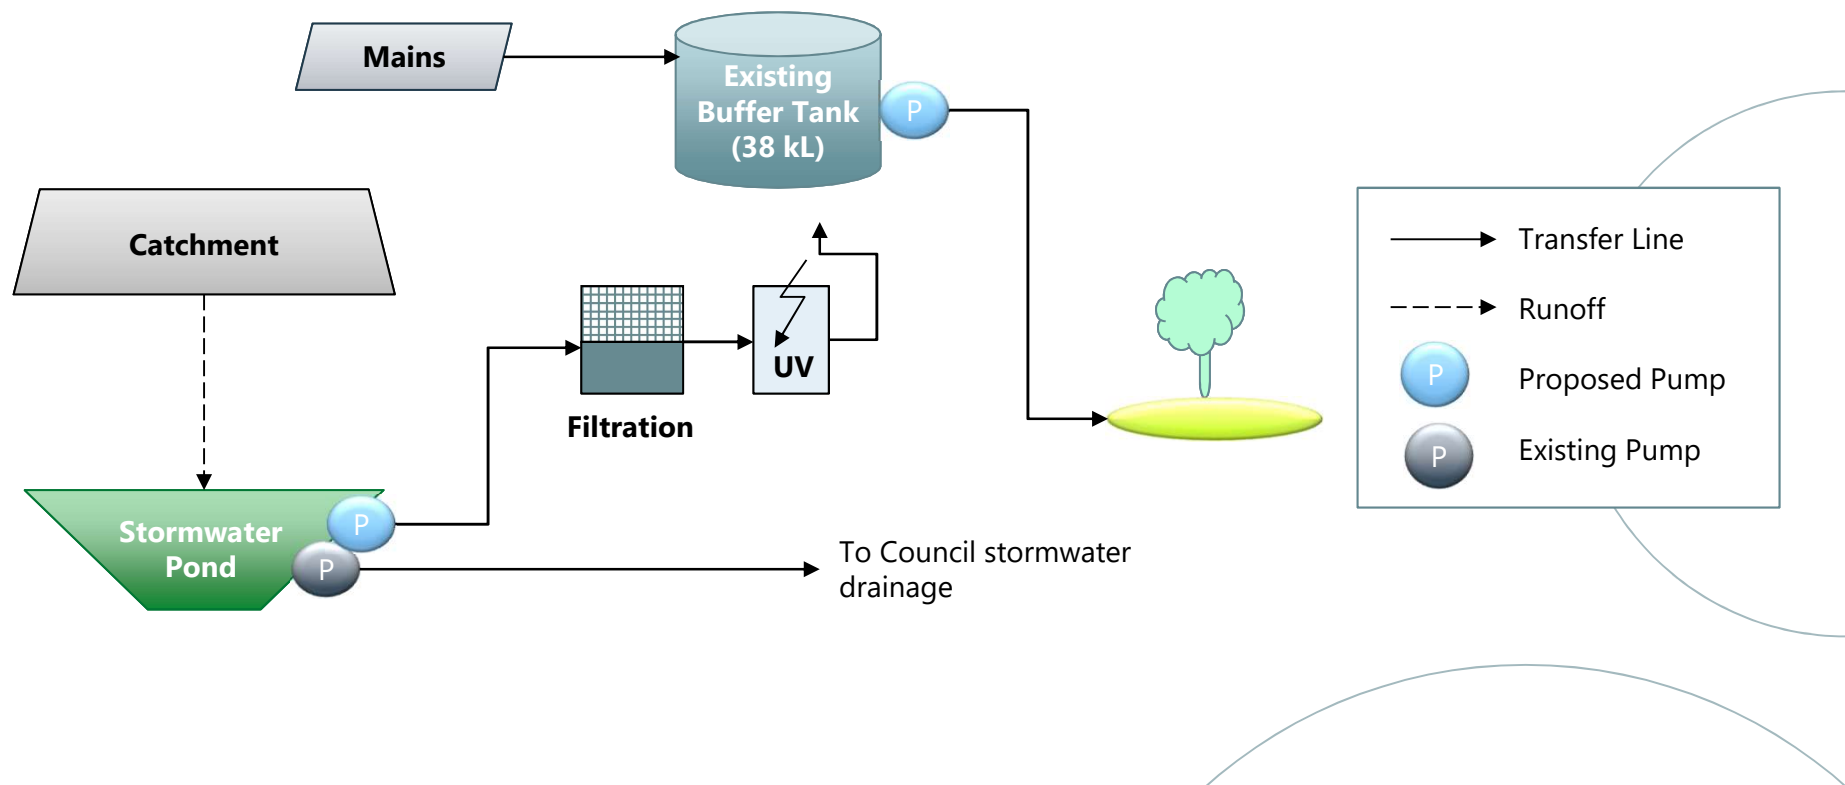 Mains
Existing
Buffer Tank
(38 kL)
P
Catchment
Transfer Line
Runoff
P
Proposed Pump
P
Existing Pump
UV
Filtration
Stormwater
Pond
P
P
To Council stormwater
drainage